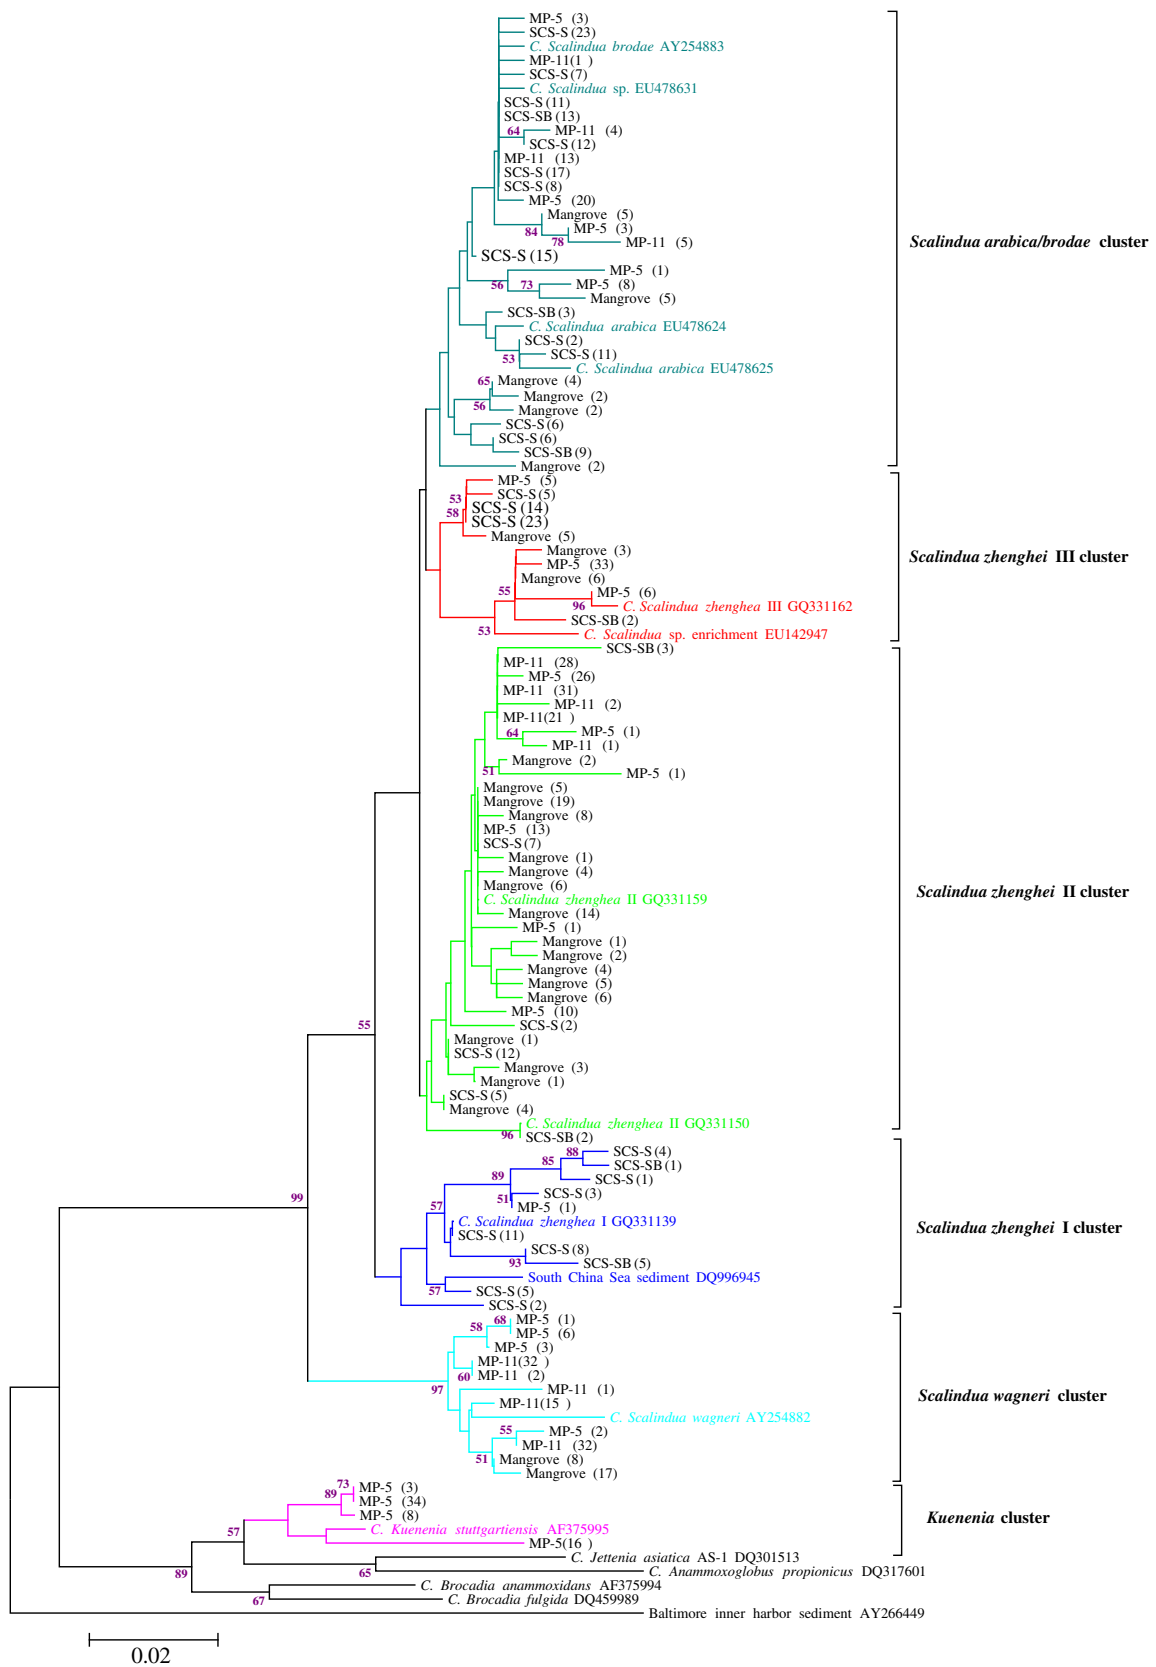 MP-5 (3)
SCS-S (23)
C. Scalindua brodae AY254883
MP-11(1 )
SCS-S (7)
C. Scalindua sp. EU478631
SCS-S (11)
SCS-SB (13)
64 MP-11 (4)
SCS-S (12)
MP-11 (13)
SCS-S (17)
SCS-S (8)
MP-5 (20)
Mangrove (5)
84 MP-5 (3)
78 MP-11 (5)
Scalindua arabica/brodae cluster
SCS-S (15)
MP-5 (1)
56 73 MP-5 (8)
Mangrove (5)
SCS-SB (3)
C. Scalindua arabica EU478624
SCS-S (2)
53 SCS-S (11)
C. Scalindua arabica EU478625
65 Mangrove (4)
Mangrove (2)
56 Mangrove (2)
SCS-S (6)
SCS-S (6)
SCS-SB (9)
Mangrove (2)
MP-5 (5)
53 SCS-S (5)
58 SCS-S (14)
SCS-S (23)
Mangrove (5)
Mangrove (3)
Scalindua zhenghei III cluster
MP-5 (33)
Mangrove (6)
55 MP-5 (6)
96 C. Scalindua zhenghea III GQ331162
SCS-SB (2)
53 C. Scalindua sp. enrichment EU142947
SCS-SB (3)
MP-11 (28)
MP-5 (26)
MP-11 (31)
MP-11 (2)
MP-11(21 )
64 MP-5 (1)
MP-11 (1)
Mangrove (2)
51 MP-5 (1)
Mangrove (5)
Mangrove (19)
Mangrove (8)
MP-5 (13)
SCS-S (7)
Mangrove (1)
Mangrove (4)
Mangrove (6)
Scalindua zhenghei II cluster
C. Scalindua zhenghea II GQ331159
Mangrove (14)
MP-5 (1)
Mangrove (1)
Mangrove (2)
Mangrove (4)
Mangrove (5)
Mangrove (6)
MP-5 (10)
SCS-S (2)
55 Mangrove (1)
SCS-S (12)
Mangrove (3)
Mangrove (1)
SCS-S (5)
Mangrove (4)
C. Scalindua zhenghea II GQ331150
96 SCS-SB (2)
88 SCS-S (4)
85 SCS-SB (1)
89 SCS-S (1)
99 51 SCS-S (3)
57 MP-5 (1)
C. Scalindua zhenghea I GQ331139
Scalindua zhenghei I cluster
SCS-S (11)
SCS-S (8)
93 SCS-SB (5)
South China Sea sediment DQ996945
57 SCS-S (5)
SCS-S (2)
68 MP-5 (1)
58 MP-5 (6)
MP-5 (3)
MP-11(32 )
60 MP-11 (2)
97 MP-11 (1)
Scalindua wagneri cluster
MP-11(15 )
C. Scalindua wagneri AY254882
55 MP-5 (2)
MP-11 (32)
51 Mangrove (8)
Mangrove (17)
73 MP-5 (3)
89 MP-5 (34)
MP-5 (8)
Kuenenia cluster
57 C. Kuenenia stuttgartiensis AF375995
MP-5(16 )
C. Jettenia asiatica AS-1 DQ301513
89 65 C. Anammoxoglobus propionicus DQ317601
C. Brocadia anammoxidans AF375994
67 C. Brocadia fulgida DQ459989
Baltimore inner harbor sediment AY266449
0.02